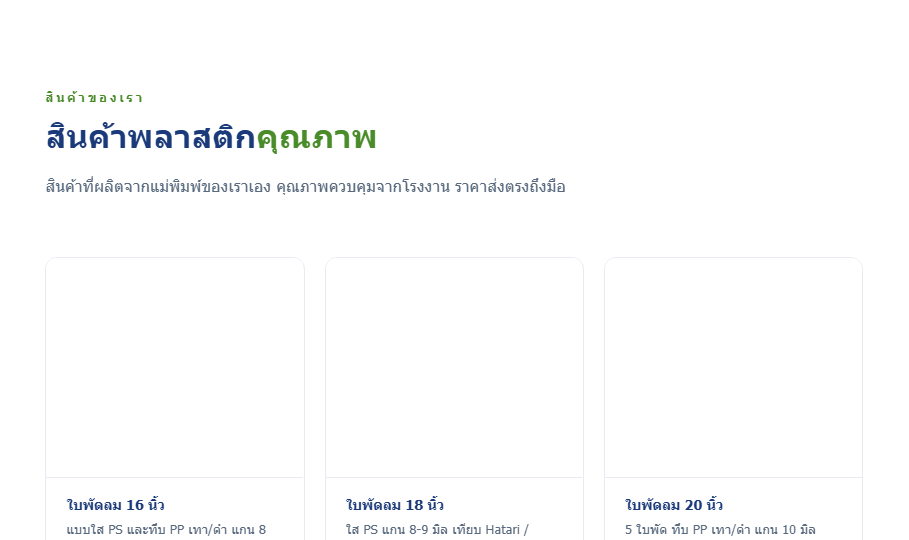 สินค้าของเรา
สินค้าพลาสติกคุณภาพ
สินค้าที่ผลิตจากแม่พิมพ์ของเราเอง คุณภาพควบคุมจากโรงงาน ราคาส่งตรงถึงมือ
ใบพัดลม 16 นิ้ว
แบบใส PS และทึบ PP เทา/ดำ แกน 8
ใบพัดลม 18 นิ้ว
ใส PS แกน 8-9 มิล เทียบ Hatari /
ใบพัดลม 20 นิ้ว
5 ใบพัด ทึบ PP เทา/ดำ แกน 10 มิล